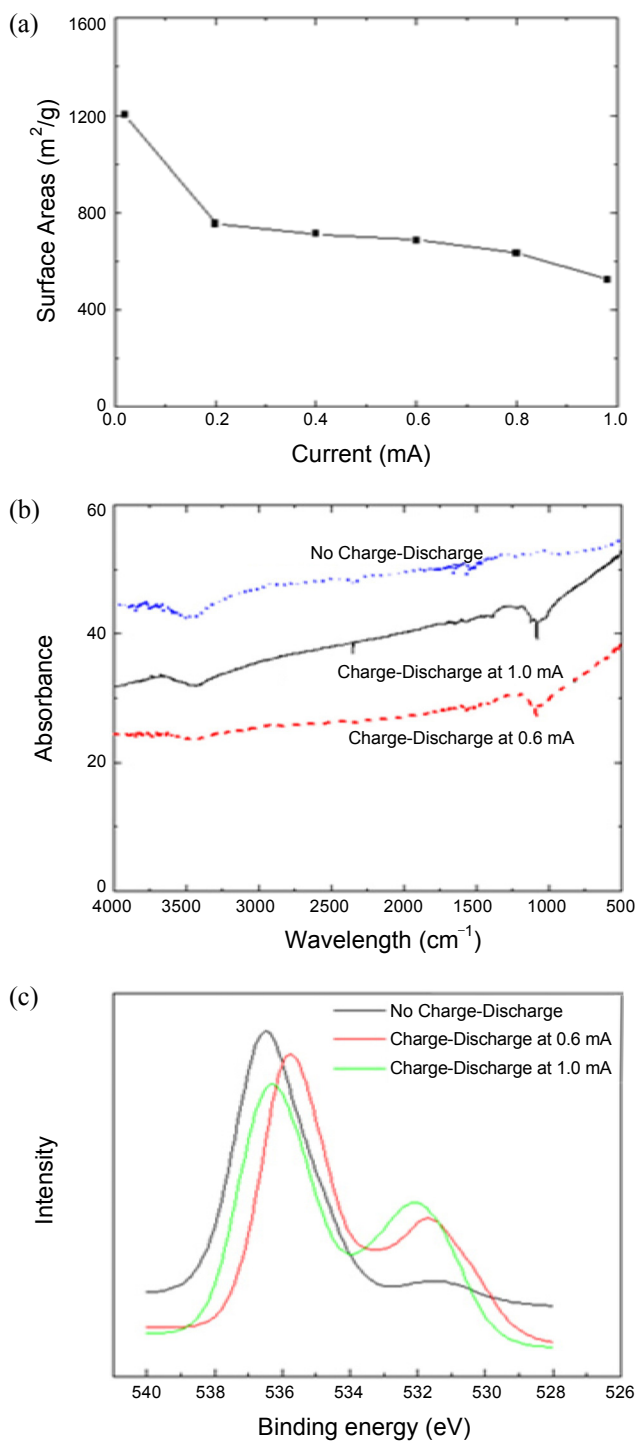 (a)
1600
1200
800
400
0
0.0 0.2 0.4 0.6 0.8 1.0
Surface Areas (m²/g)
Current (mA)
(b)
60
40
20
0
No Charge-Discharge
Charge-Discharge at 1.0 mA
Charge-Discharge at 0.6 mA
4000 3500 3000 2500 2000 1500 1000 500
Absorbance
Wavelength (cm⁻¹)
(c)
No Charge-Discharge
Charge-Discharge at 0.6 mA
Charge-Discharge at 1.0 mA
Intensity
540 538 536 534 532 530 528 526
Binding energy (eV)